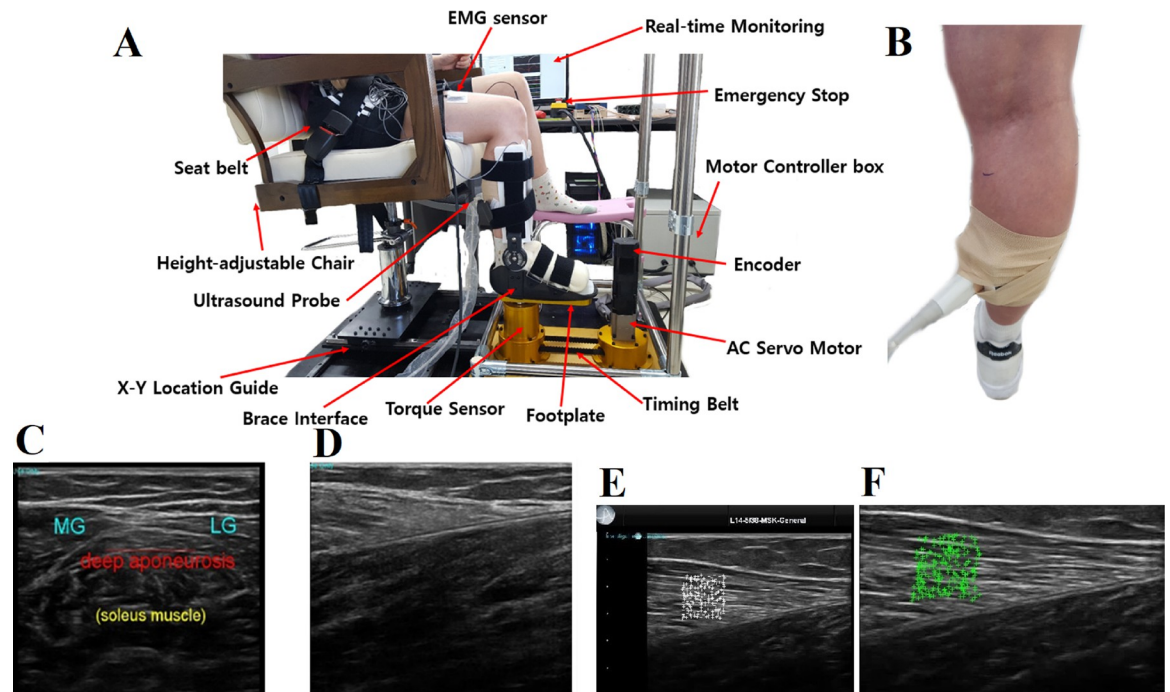 A
EMG sensor
Real-time Monitoring
B
Emergency Stop
Seat belt
Motor Controller box
Height-adjustable Chair
Encoder
Ultrasound Probe
AC Servo Motor
X-Y Location Guide
Brace Interface
Torque Sensor
Footplate
Timing Belt
C
D
E
F
MG
LG
deep aponeurosis
(soleus muscle)
L14-5/38-MSK-General